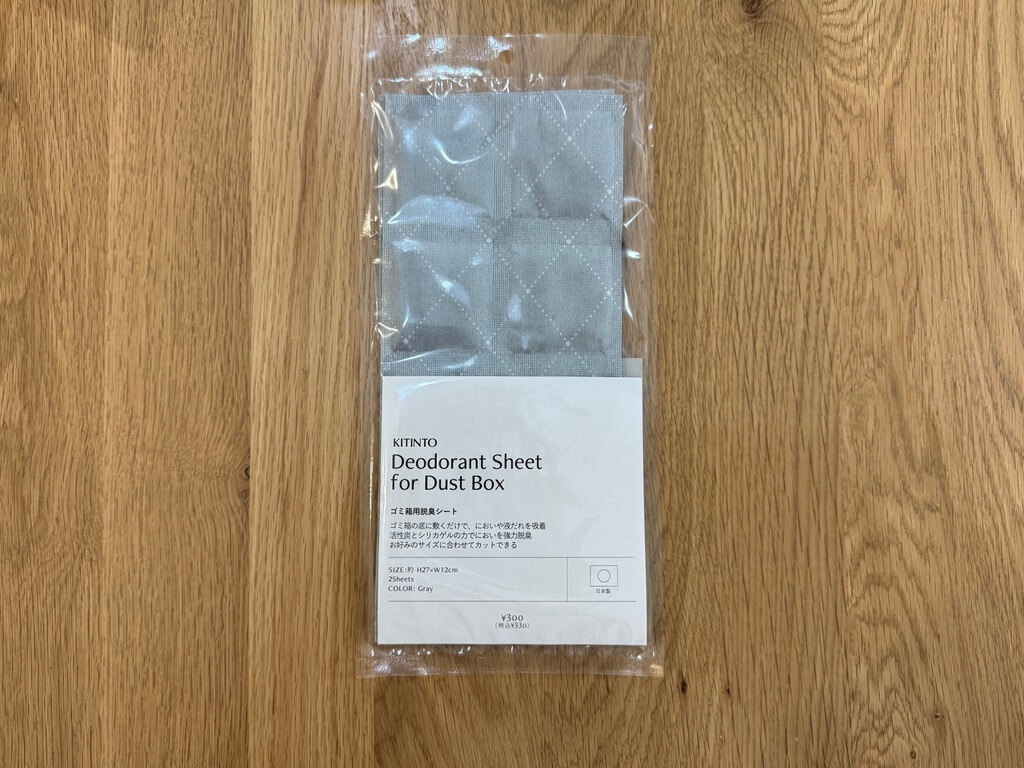 KITINTO
Deodorant Sheet
for Dust Box
ゴミ箱用脱臭シート
ゴミ箱の底に敷くだけで、においや液だれを吸着
活性炭とシリカゲルの力でにおいを強力脱臭
お好みのサイズに合わせてカットできる
SIZE:約 H27×W12cm
2Sheets
COLOR: Gray
日本製
¥300
(税込¥330)